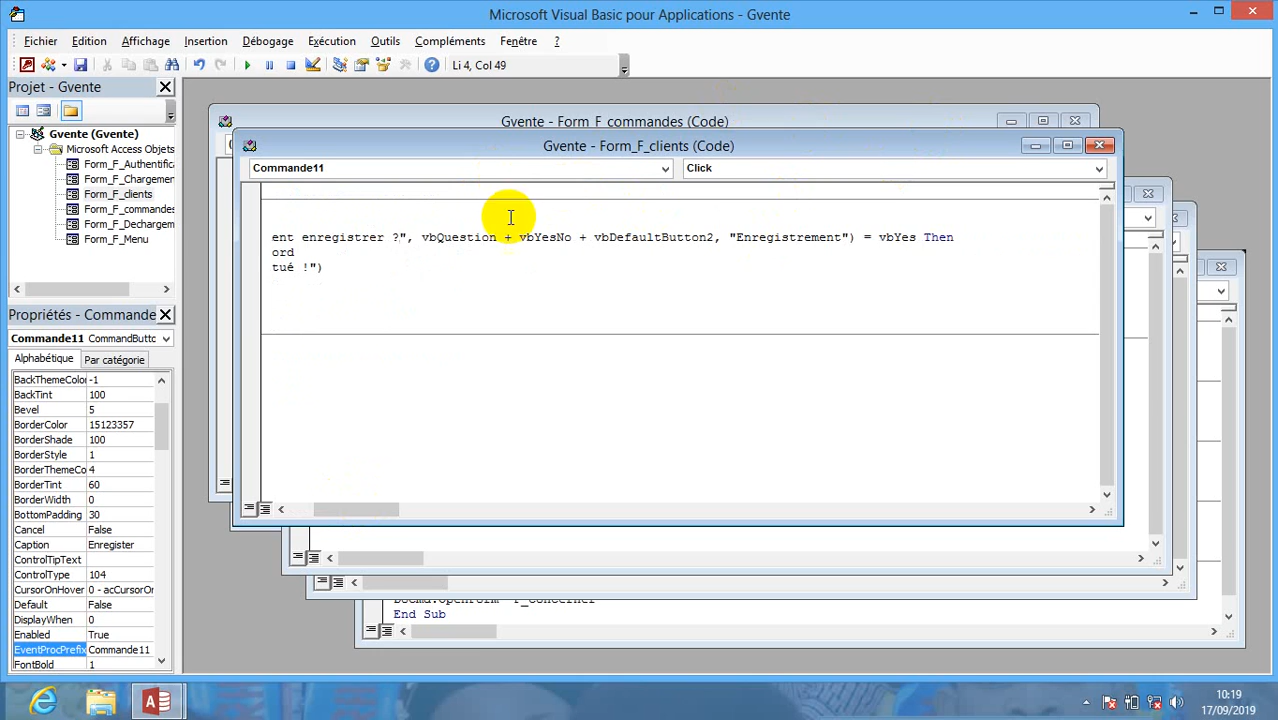 Microsoft Visual Basic pour Applications - Gvente
Fichier Edition Affichage Insertion Débogage Exécution Outils Compléments Fenêtre ?
Li 4, Col 49
Projet - Gvente
Gvente (Gvente)
Microsoft Access Objets
Form_F_Authentifica
Form_F_Chargemen
Form_F_clients
Form_F_commandes
Form_F_Dechargem
Form_F_Menu
Propriétés - Commande
Commande11 CommandButto
Alphabétique Par catégorie
BackThemeColor -1
BackTint 100
Bevel 5
BorderColor 15123357
BorderShade 100
BorderStyle 1
BorderThemeCo 4
BorderTint 60
BorderWidth 0
BottomPadding 30
Cancel False
Caption Enregister
ControlTipText
ControlType 104
CursorOnHover 0 - acCursorOn
Default False
DisplayWhen 0
Enabled True
EventProcPrefix Commande11
FontBold 1
Gvente - Form_F_commandes (Code)
Gvente - Form_F_clients (Code)
Commande11 Click
ent enregistrer ?", vbQuestion + vbYesNo + vbDefaultButton2, "Enregistrement") = vbYes Then
ord
tué !")
End Sub
10:19
17/09/2019